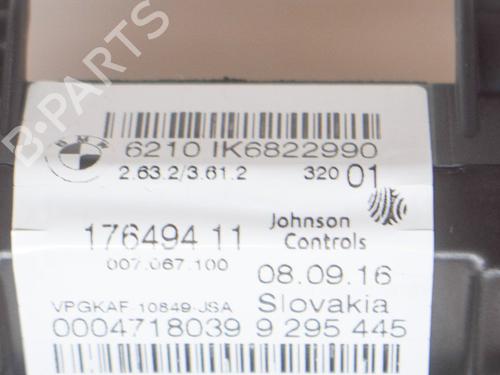 B-PARTS
BMW
6210 IK6822990
2.63.2/3.61.2 320 01
176494 11 Johnson
Controls
007.067.100
08.09.16
VPGKAF-10849-JSA Slovakia
0004718039 9 295 445